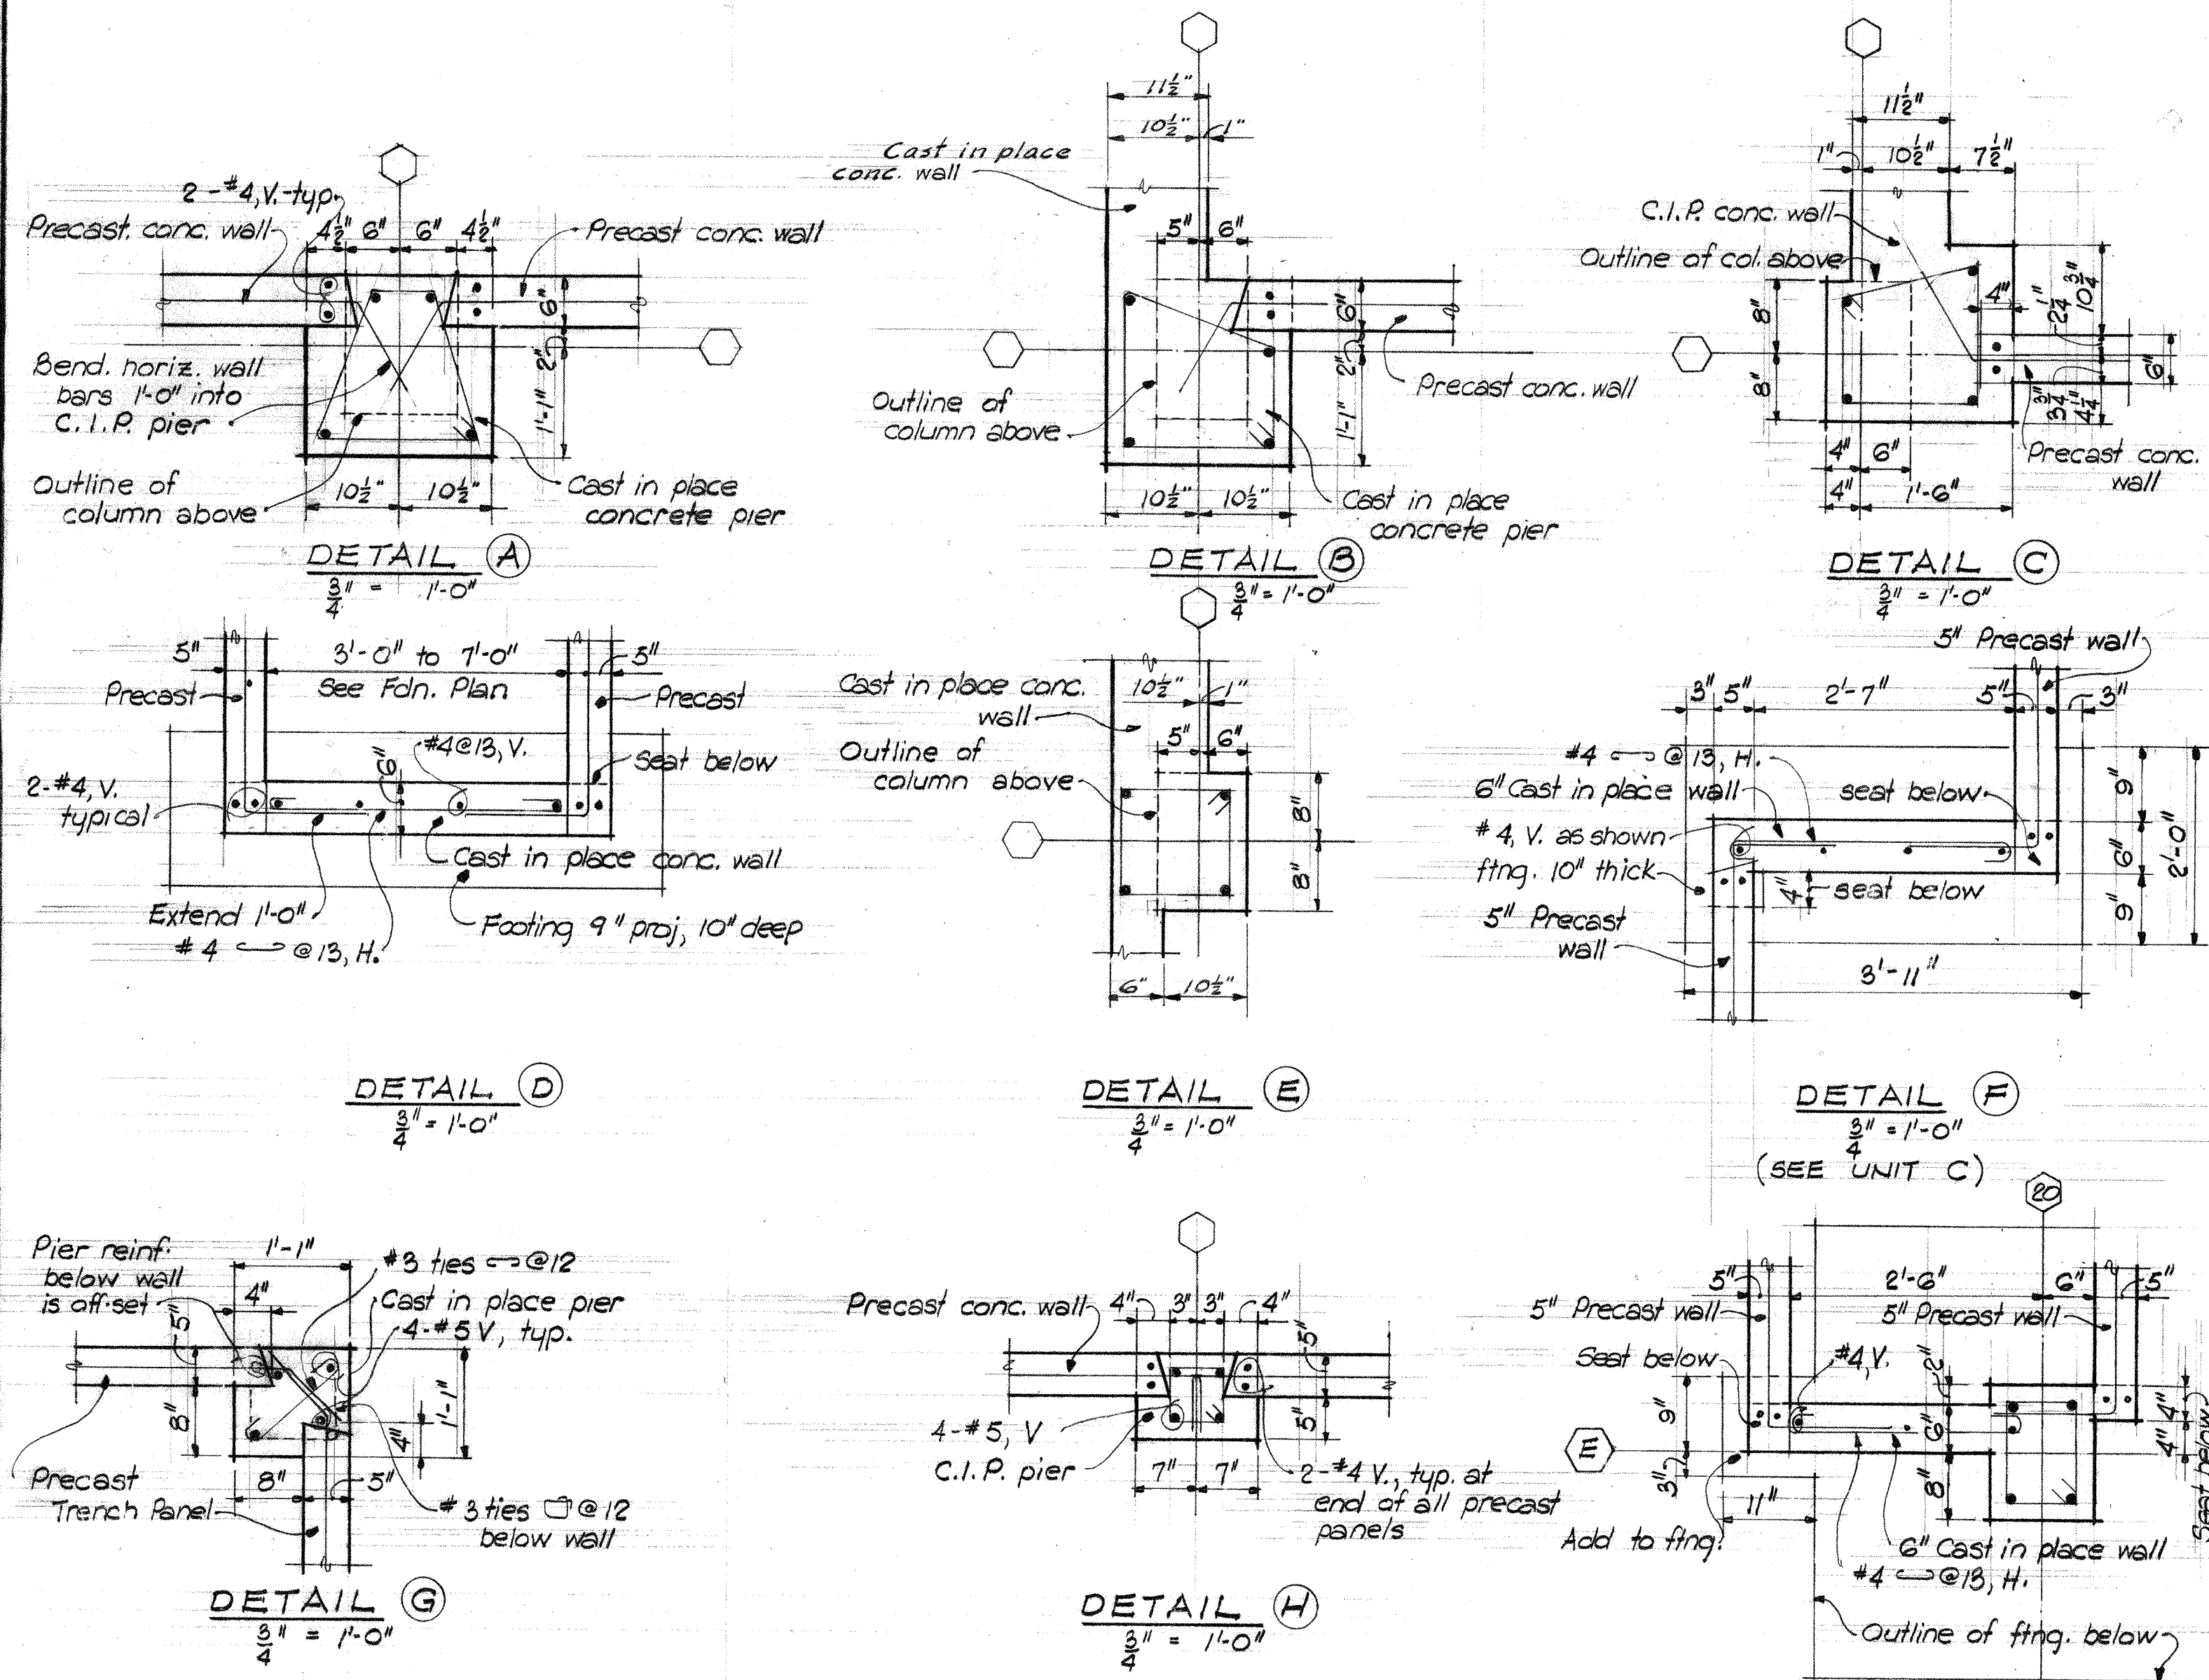 2 - #4, V. typ.
Precast. conc. wall
4½" 6" 6" 4½"
Precast conc. wall
6"
2"
1'-1"
Bend. horiz. wall
bars 1'-0" into
C.I.P. pier
Outline of
column above
10½" 10½"
Cast in place
concrete pier
DETAIL A
¾" = 1'-0"
11½"
10½" 1"
Cast in place
conc. wall
5" 6"
6"
2"
1'-1"
Precast conc. wall
Outline of
column above
10½" 10½"
Cast in place
concrete pier
DETAIL B
¾" = 1'-0"
11½"
1" 10½" 7½"
C.I.P. conc. wall
Outline of col. above
8"
8"
4"
2¼"
10¾"
6"
3¾"
4¼"
Precast conc.
wall
4" 6"
4" 1'-6"
DETAIL C
¾" = 1'-0"
5" 3'-0" to 7'-0" 5"
See Fdn. Plan
Precast
Precast
#4@13, V.
6"
Seat below
2-#4, V.
typical
Cast in place conc. wall
Extend 1'-0"
#4 @13, H.
Footing 9" proj, 10" deep
DETAIL D
¾" = 1'-0"
Cast in place conc.
wall
10½" 1"
5" 6"
Outline of
column above
8"
8"
6" 10½"
DETAIL E
¾" = 1'-0"
5" Precast wall
3" 5" 2'-7" 5" 3"
#4 @13, H.
6" Cast in place wall
seat below
#4, V. as shown
ftng. 10" thick
4"
seat below
5" Precast
wall
9"
6"
9"
2'-0"
3'-11"
DETAIL F
¾" = 1'-0"
(SEE UNIT C)
Pier reinf.
below wall
is off-set
1'-1"
4"
#3 ties @12
Cast in place pier
4-#5 V, typ.
5"
8"
1'-1"
4"
Precast
Trench Panel
8" 5"
#3 ties @12
below wall
DETAIL G
¾" = 1'-0"
Precast conc. wall
4" 3" 3" 4"
5"
5"
4-#5, V
C.I.P. pier
7" 7"
2-#4 V., typ. at
end of all precast
panels
DETAIL H
¾" = 1'-0"
20
5" 2'-6" 6" 5"
5" Precast wall
5" Precast wall
Seat below
#4, V.
2"
6"
8"
9"
3"
E
4"
4"
Seat below
11"
Add to ftng.
6" Cast in place wall
#4 @13, H.
Outline of ftng. below